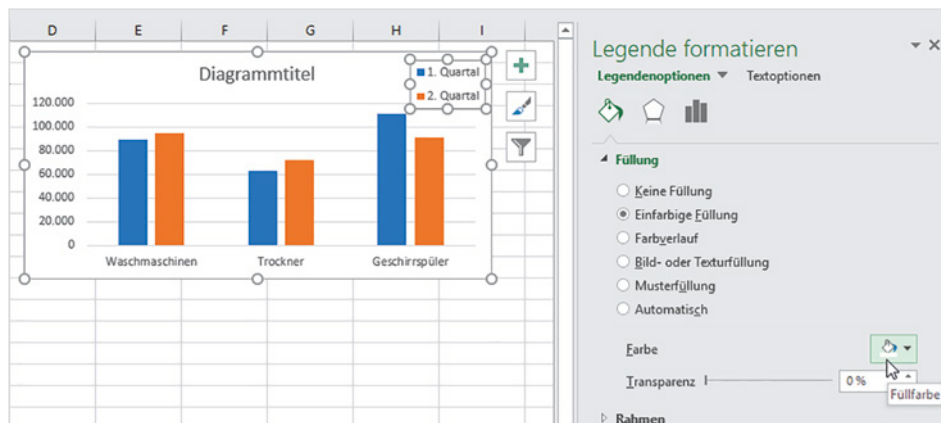 D E F G H I
Diagrammtitel
1. Quartal
2. Quartal
120.000
100.000
80.000
60.000
40.000
20.000
0
Waschmaschinen Trockner Geschirrspüler
Legende formatieren
Legendenoptionen Textoptionen
Füllung
Keine Füllung
Einfarbige Füllung
Farbverlauf
Bild- oder Texturfüllung
Musterfüllung
Automatisch
Farbe
Transparenz 0 %
Füllfarbe
Rahmen